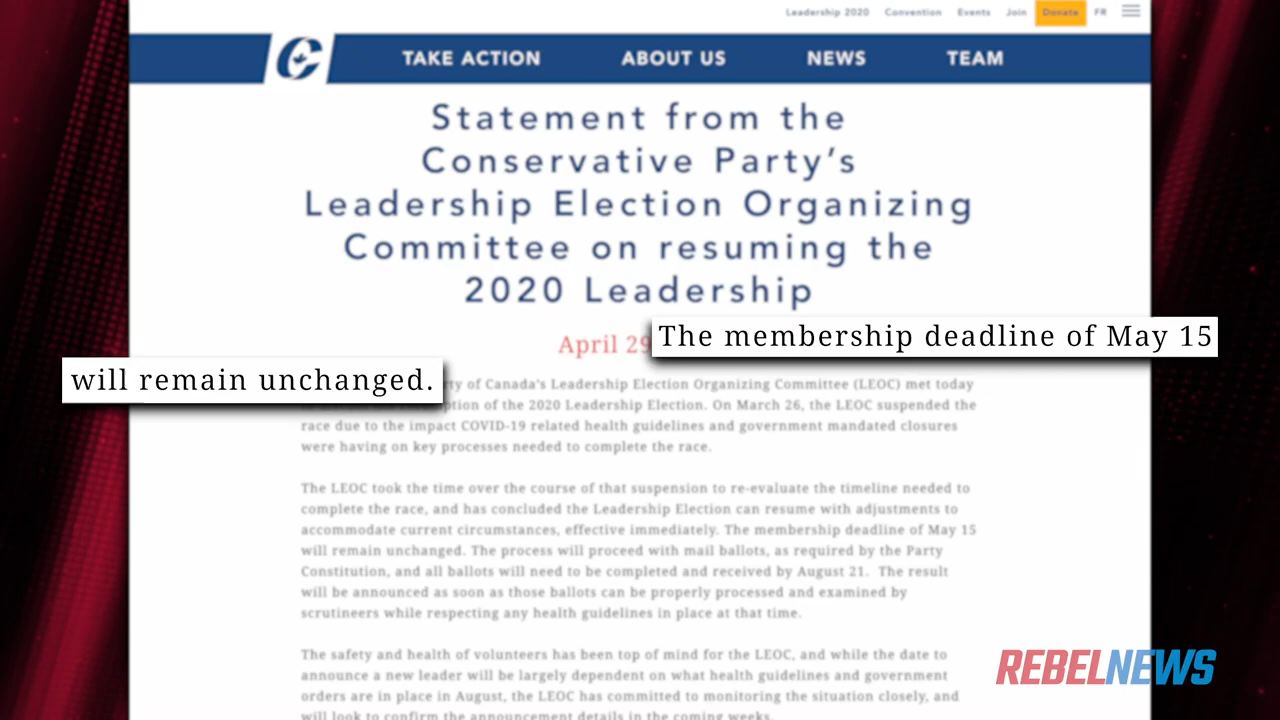 Leadership 2020 Convention Events Join Donate FR
TAKE ACTION ABOUT US NEWS TEAM
Statement from the
Conservative Party’s
Leadership Election Organizing
Committee on resuming the
2020 Leadership
April 29
The membership deadline of May 15
will remain unchanged.
of Canada’s Leadership Election Organizing Committee (LEOC) met today
of the 2020 Leadership Election. On March 26, the LEOC suspended the
race due to the impact COVID-19 related health guidelines and government mandated closures
were having on key processes needed to complete the race.
The LEOC took the time over the course of that suspension to re-evaluate the timeline needed to
complete the race, and has concluded the Leadership Election can resume with adjustments to
accommodate current circumstances, effective immediately. The membership deadline of May 15
will remain unchanged. The process will proceed with mail ballots, as required by the Party
Constitution, and all ballots will need to be completed and received by August 21. The result
will be announced as soon as those ballots can be properly processed and examined by
scrutineers while respecting any health guidelines in place at that time.
The safety and health of volunteers has been top of mind for the LEOC, and while the date to
announce a new leader will be largely dependent on what health guidelines and government
orders are in place in August, the LEOC has committed to monitoring the situation closely, and
will look to confirm the announcement details in the coming weeks.
REBELNEWS